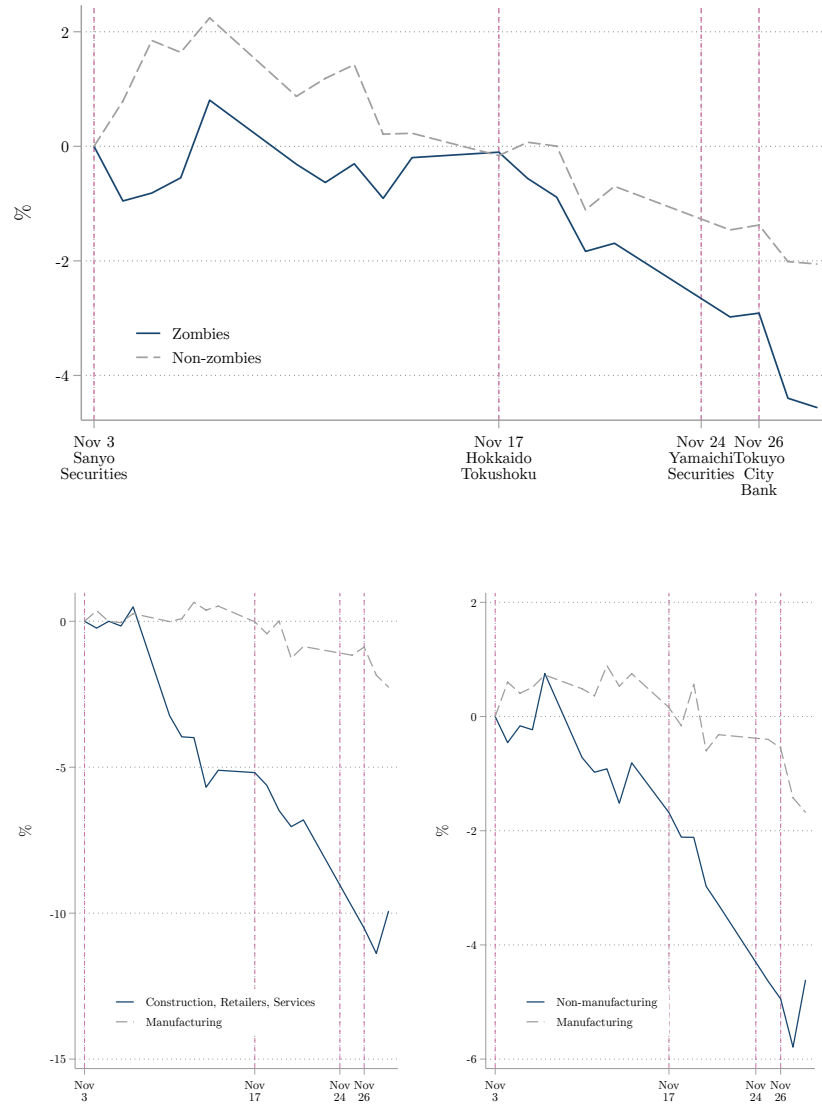 2
0
-2
-4
%
Zombies
Non-zombies
Nov 3
Sanyo
Securities
Nov 17
Hokkaido
Tokushoku
Nov 24
Yamaichi
Securities
Nov 26
Tokuyo
City
Bank
0
-5
-10
-15
%
Construction, Retailers, Services
Manufacturing
Nov
3
Nov
17
Nov
24
Nov
26
2
0
-2
-4
-6
%
Non-manufacturing
Manufacturing
Nov
3
Nov
17
Nov
24
Nov
26